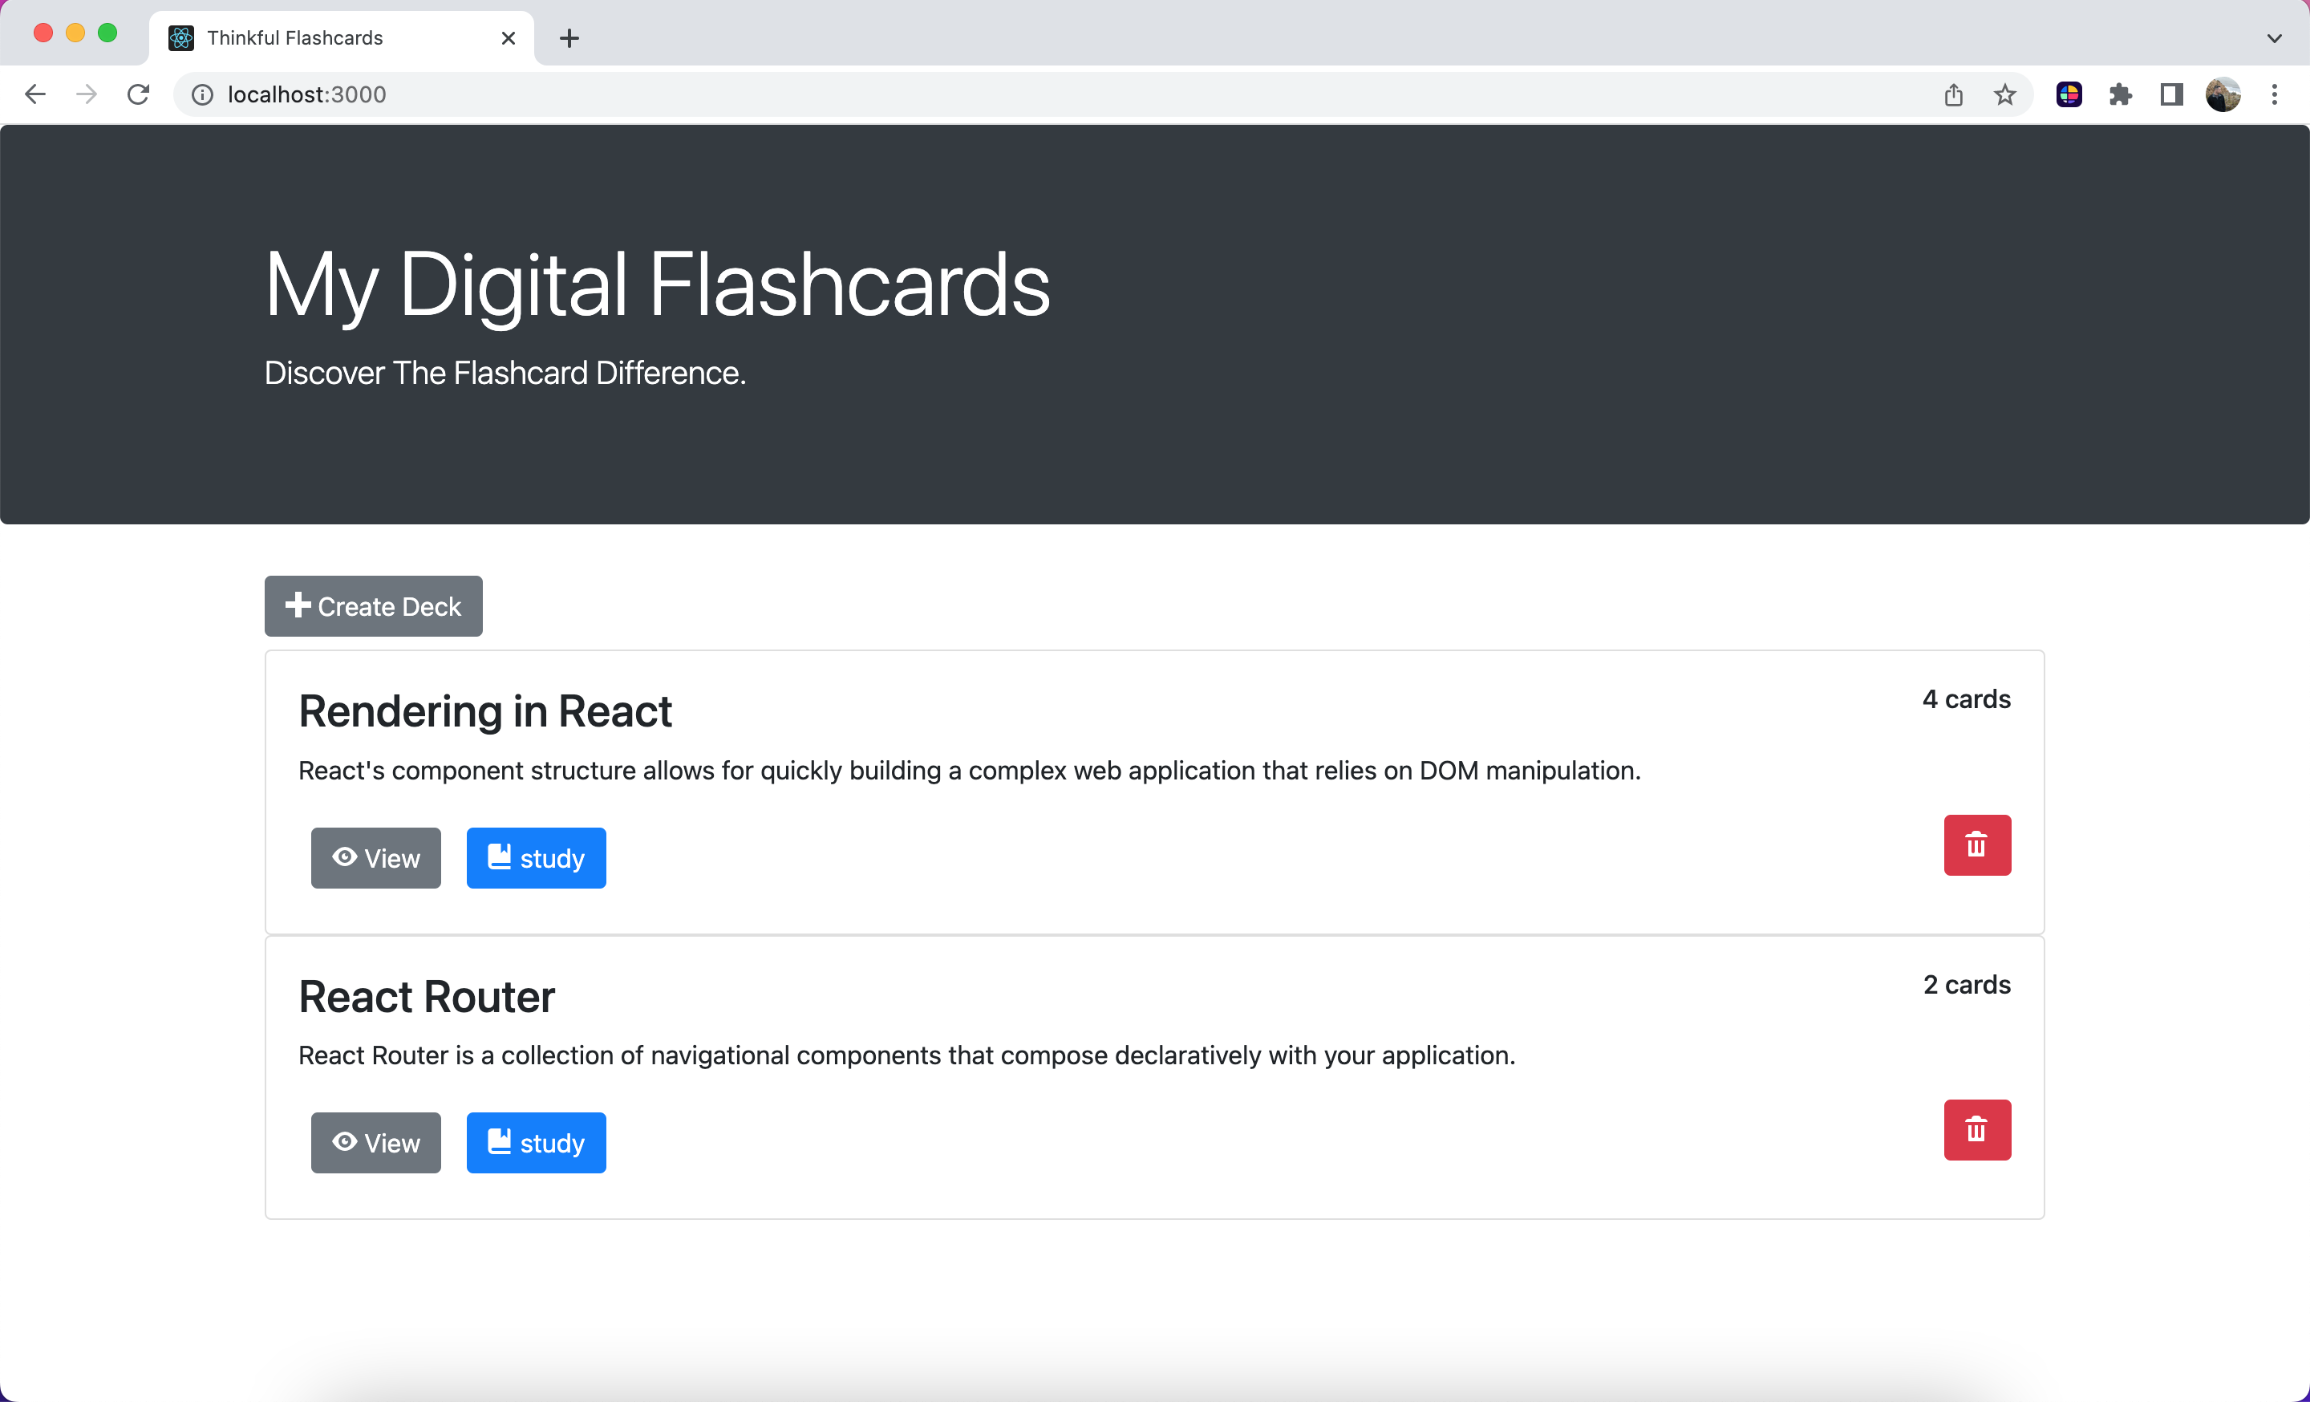 Thinkful Flashcards
localhost:3000
My Digital Flashcards
Discover The Flashcard Difference.
Create Deck
Rendering in React
4 cards
React's component structure allows for quickly building a complex web application that relies on DOM manipulation.
View
study
React Router
2 cards
React Router is a collection of navigational components that compose declaratively with your application.
View
study